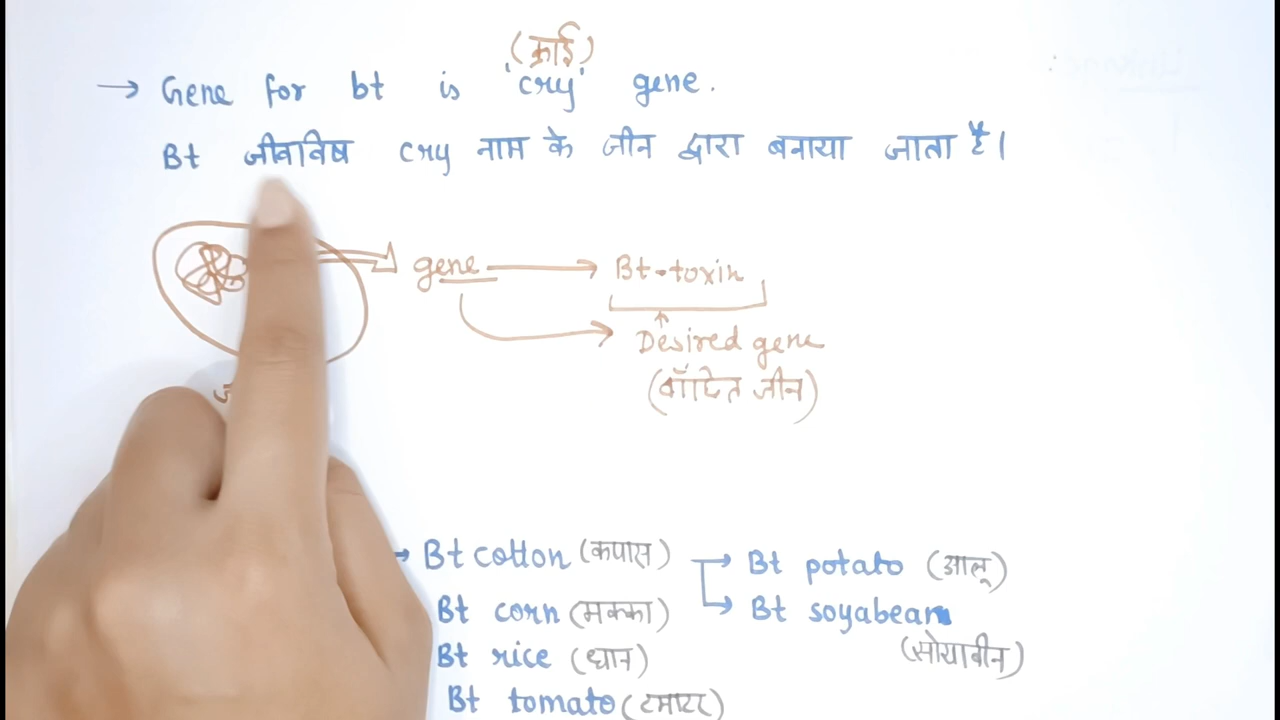 (क्राई)
→ Gene for bt is 'cry' gene.
Bt जीवविष cry नाम के जीन द्वारा बनाया जाता है।
gene → Bt-toxin
Desired gene
(वाँछित जीन)
→ Bt cotton (कपास) → Bt potato (आलू)
Bt corn (मक्का) → Bt soyabean
Bt rice (धान) (सोयाबीन)
Bt tomato (टमाटर)